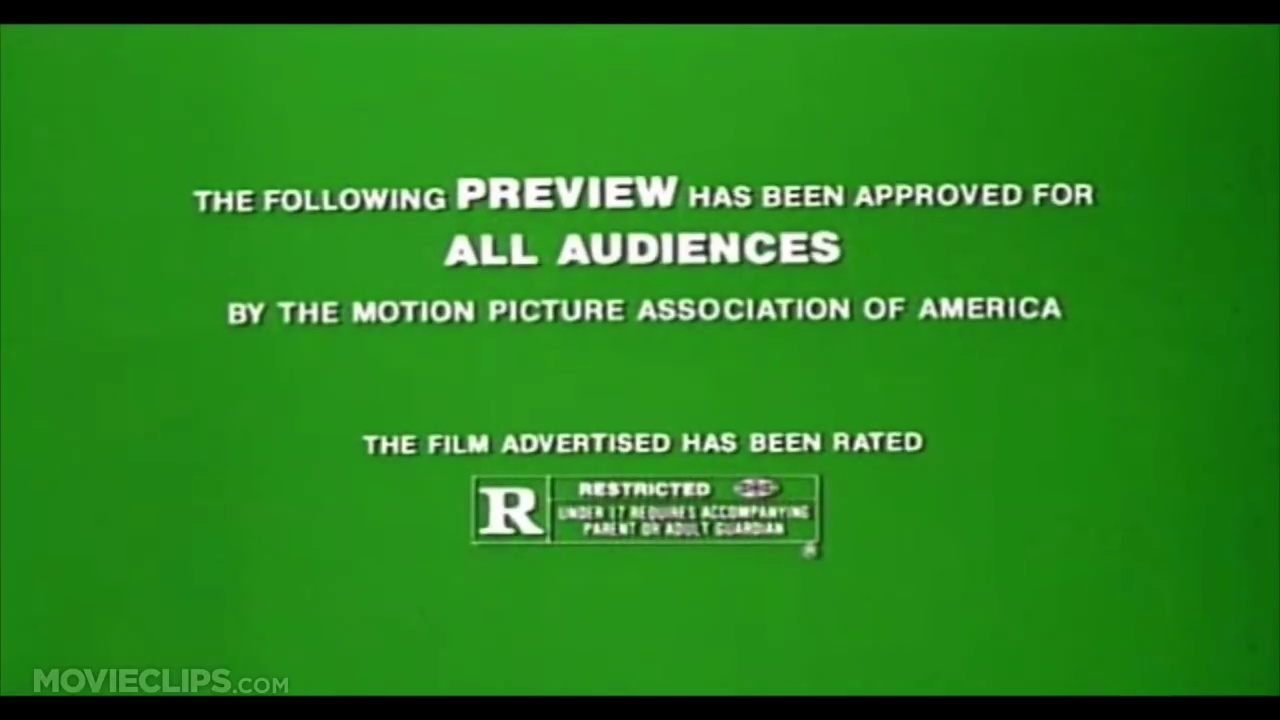 THE FOLLOWING PREVIEW HAS BEEN APPROVED FOR
ALL AUDIENCES
BY THE MOTION PICTURE ASSOCIATION OF AMERICA
THE FILM ADVERTISED HAS BEEN RATED
R RESTRICTED
UNDER 17 REQUIRES ACCOMPANYING
PARENT OR ADULT GUARDIAN
MOVIECLIPS.COM